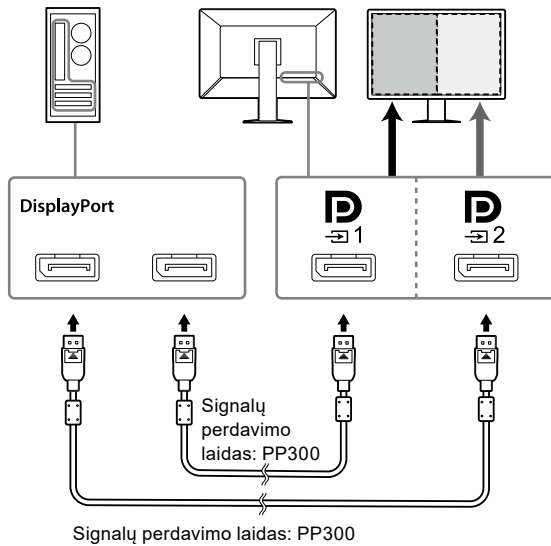 DisplayPort
1
2
Signalų
perdavimo
laidas: PP300
Signalų perdavimo laidas: PP300